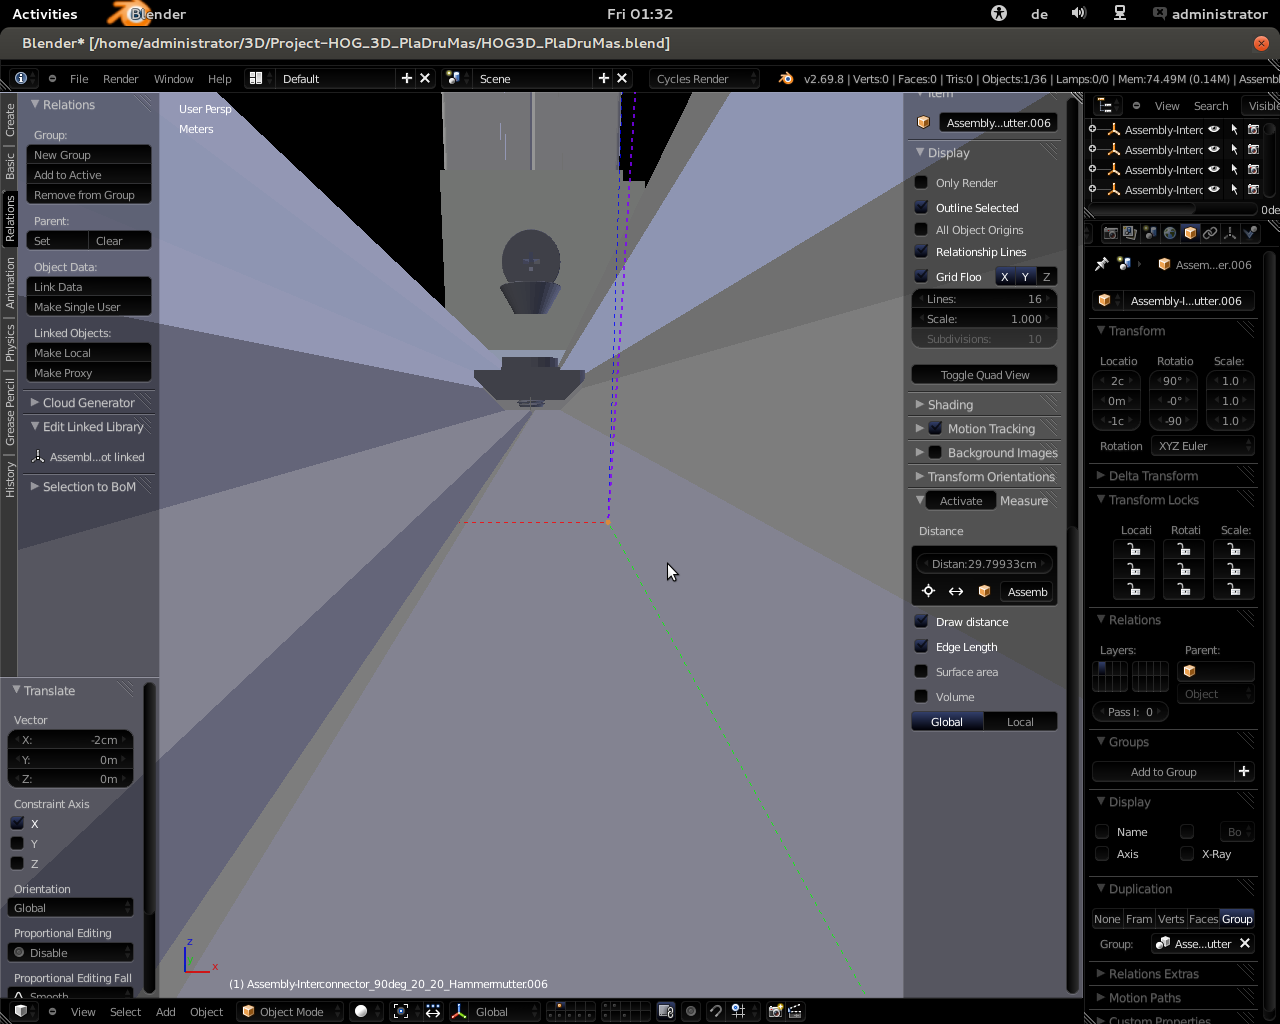 Activities Blender Fri 01:32 de administrator
Blender* [/home/administrator/3D/Project-HOG_3D_PlaDruMas/HOG3D_PlaDruMas.blend]
File Render Window Help Default Scene Cycles Render v2.69.8 | Verts:0 | Faces:0 | Tris:0 | Objects:1/36 | Lamps:0/0 | Mem:74.49M (0.14M) | Assemb
Create
Basic
Relations
Animation
Physics
Grease Pencil
History
Relations
Group:
New Group
Add to Active
Remove from Group
Parent:
Set Clear
Object Data:
Link Data
Make Single User
Linked Objects:
Make Local
Make Proxy
Cloud Generator
Edit Linked Library
Assembl...ot linked
Selection to BoM
Translate
Vector
X: -2cm
Y: 0m
Z: 0m
Constraint Axis
X
Y
Z
Orientation
Global
Proportional Editing
Disable
Proportional Editing Fall
Smooth
User Persp
Meters
z
x
(1) Assembly-Interconnector_90deg_20_20_Hammermutter.006
Item
Assembly...utter.006
Display
Only Render
Outline Selected
All Object Origins
Relationship Lines
Grid Floo X Y Z
Lines: 16
Scale: 1.000
Subdivisions: 10
Toggle Quad View
Shading
Motion Tracking
Background Images
Transform Orientations
Activate Measure
Distance
Distan:29.79933cm
Assemb
Draw distance
Edge Length
Surface area
Volume
Global Local
View Search Visible
Assembly-Interc
Assembly-Interc
Assembly-Interc
Assembly-Interc
0de
Assem...er.006
Assembly-I...utter.006
Transform
Locatio Rotatio Scale:
2c 90° 1.0
0m -0° 1.0
-1c -90 1.0
Rotation XYZ Euler
Delta Transform
Transform Locks
Locati Rotati Scale:
Relations
Layers: Parent:
Object
Pass I: 0
Groups
Add to Group
Display
Name Bo
Axis X-Ray
Duplication
None Fram Verts Faces Group
Group: Asse...utter
Relations Extras
Motion Paths
Custom Properties
View Select Add Object Object Mode Global